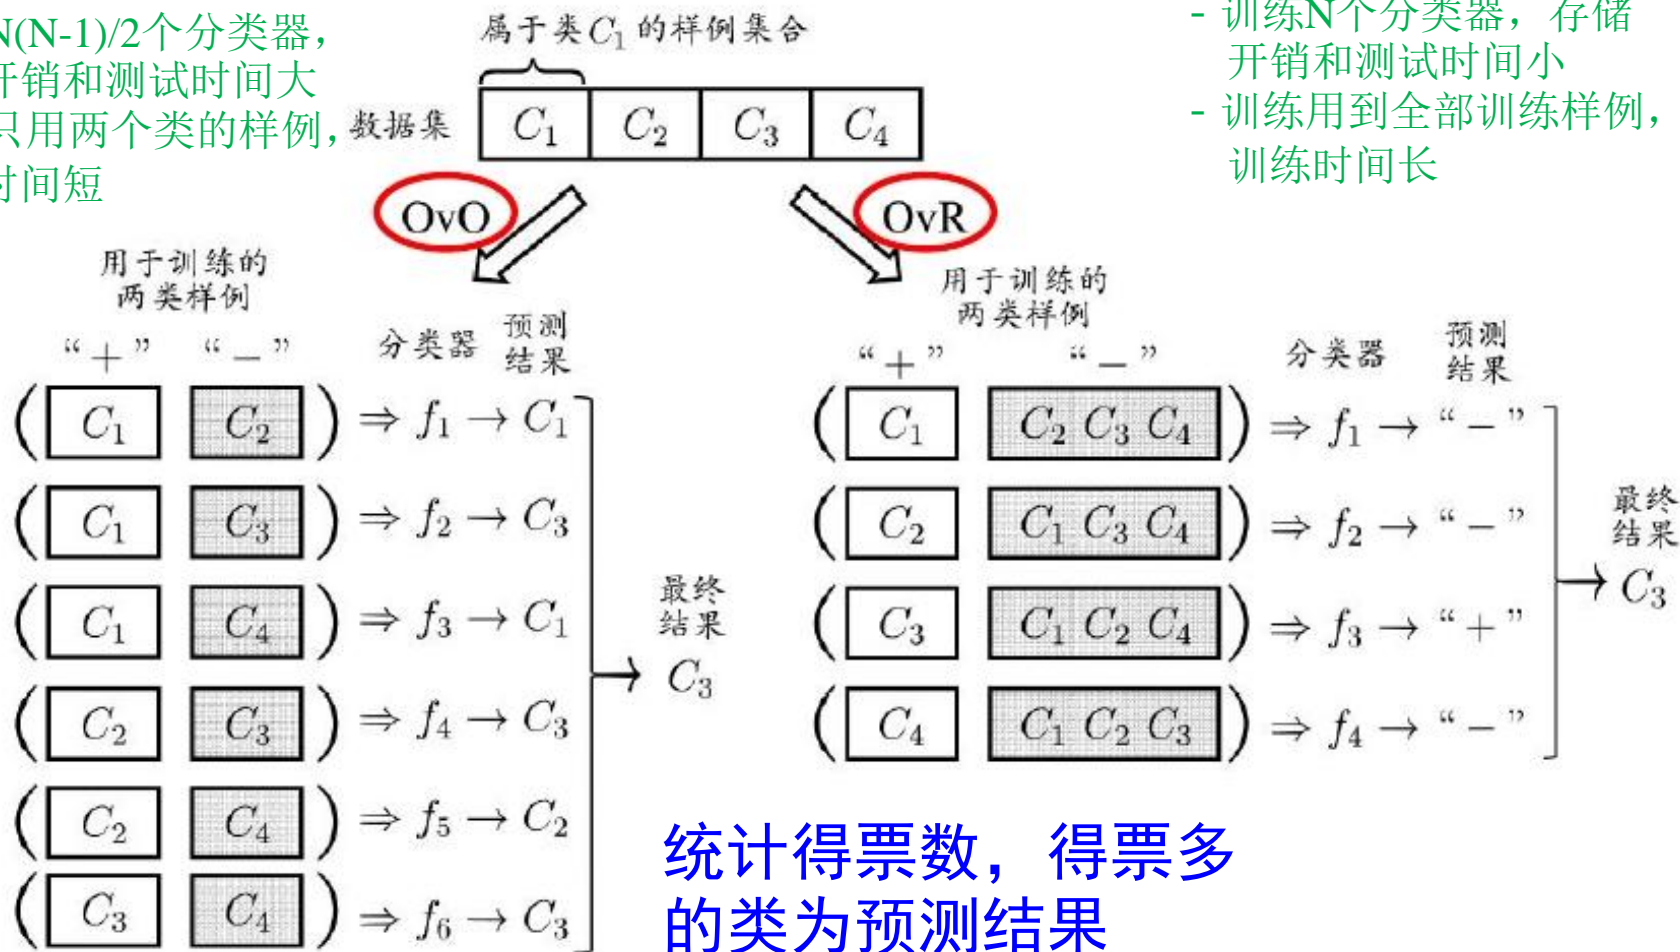 N(N-1)/2个分类器,
开销和测试时间大
只用两个类的样例,
时间短
属于类C₁的样例集合
数据集 C₁ C₂ C₃ C₄
- 训练N个分类器，存储
开销和测试时间小
- 训练用到全部训练样例，
训练时间长
OvO
OvR
用于训练的
两类样例
“+” “−” 分类器 预测
结果
( C₁ C₂ ) ⇒ f₁ → C₁
( C₁ C₃ ) ⇒ f₂ → C₃
( C₁ C₄ ) ⇒ f₃ → C₁
( C₂ C₃ ) ⇒ f₄ → C₃
( C₂ C₄ ) ⇒ f₅ → C₂
( C₃ C₄ ) ⇒ f₆ → C₃
最终
结果
C₃
用于训练的
两类样例
“+” “−” 分类器 预测
结果
( C₁ C₂ C₃ C₄ ) ⇒ f₁ → “−”
( C₂ C₁ C₃ C₄ ) ⇒ f₂ → “−”
( C₃ C₁ C₂ C₄ ) ⇒ f₃ → “+”
( C₄ C₁ C₂ C₃ ) ⇒ f₄ → “−”
最终
结果
C₃
统计得票数，得票多
的类为预测结果